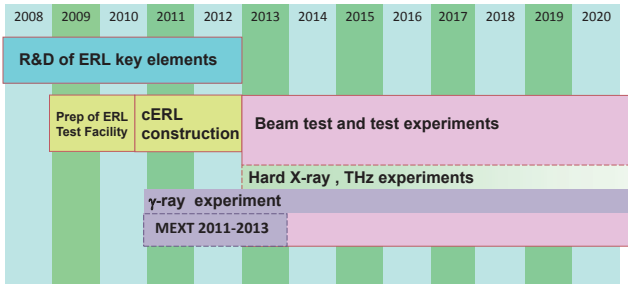 2008 2009 2010 2011 2012 2013 2014 2015 2016 2017 2018 2019 2020
R&D of ERL key elements
Prep of ERL
Test Facility
cERL
construction
Beam test and test experiments
Hard X-ray , THz experiments
γ-ray experiment
MEXT 2011-2013